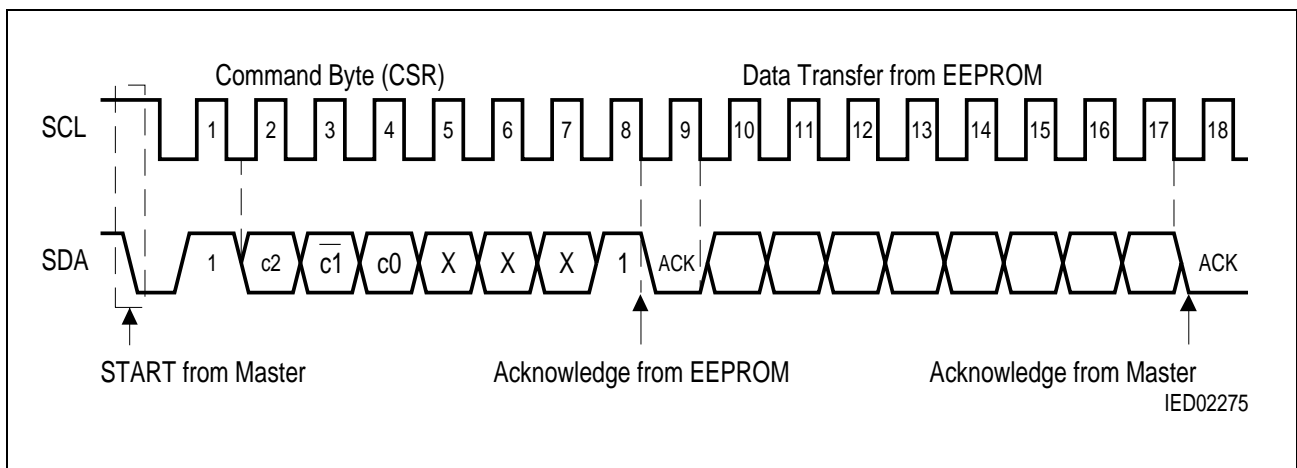 Command Byte (CSR) Data Transfer from EEPROM
SCL 1 2 3 4 5 6 7 8 9 10 11 12 13 14 15 16 17 18
SDA 1 c2 c̅1̅ c0 X X X 1 ACK ACK
START from Master Acknowledge from EEPROM Acknowledge from Master
IED02275